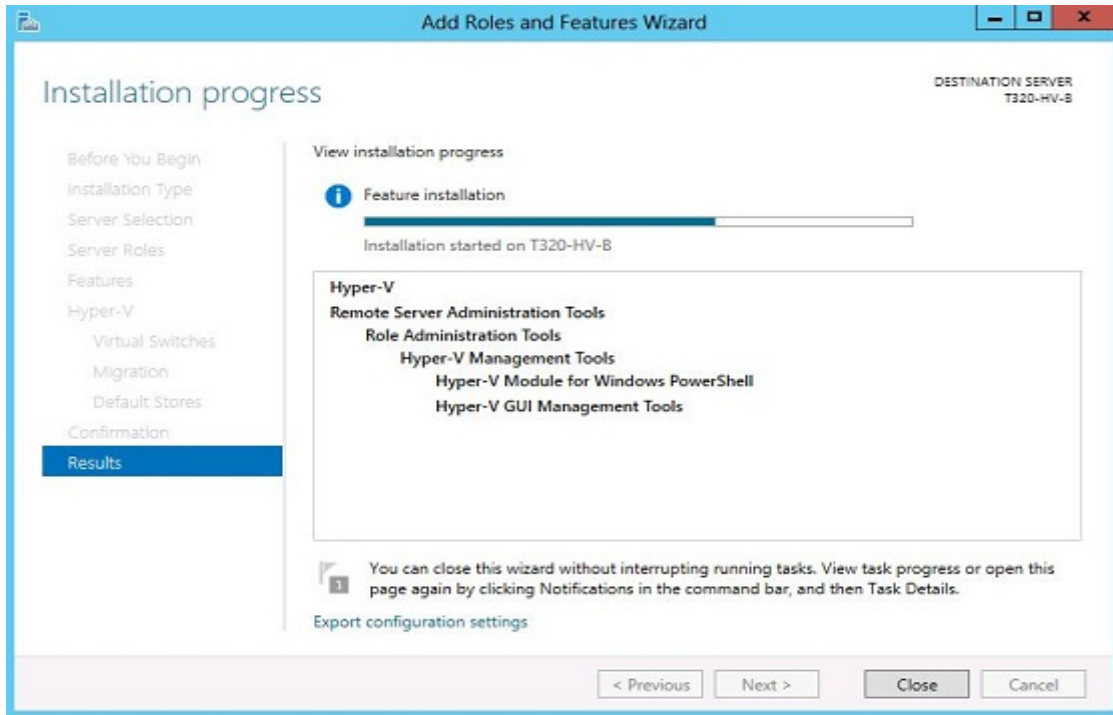 Add Roles and Features Wizard
Installation progress
DESTINATION SERVER
T320-HV-B
Before You Begin
Installation Type
Server Selection
Server Roles
Features
Hyper-V
Virtual Switches
Migration
Default Stores
Confirmation
Results
View installation progress
Feature installation
Installation started on T320-HV-B
Hyper-V
Remote Server Administration Tools
Role Administration Tools
Hyper-V Management Tools
Hyper-V Module for Windows PowerShell
Hyper-V GUI Management Tools
1
You can close this wizard without interrupting running tasks. View task progress or open this
page again by clicking Notifications in the command bar, and then Task Details.
Export configuration settings
< Previous
Next >
Close
Cancel